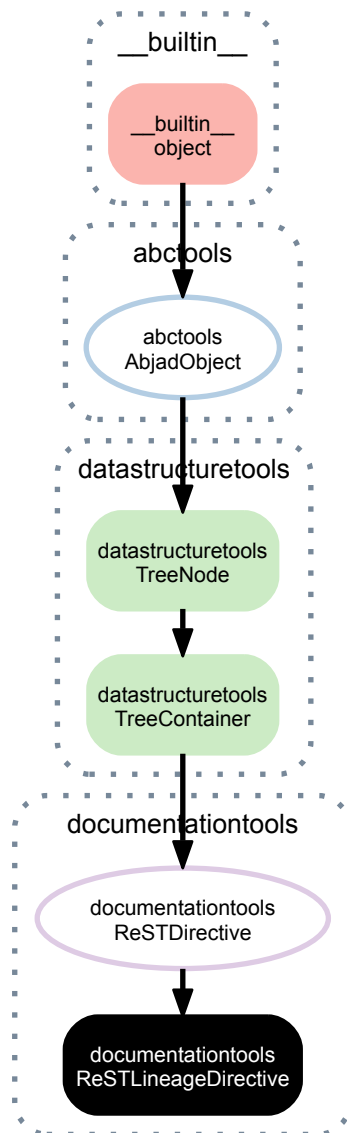 __builtin__
__builtin__
object
abctools
abctools
AbjadObject
datastructuretools
datastructuretools
TreeNode
datastructuretools
TreeContainer
documentationtools
documentationtools
ReSTDirective
documentationtools
ReSTLineageDirective